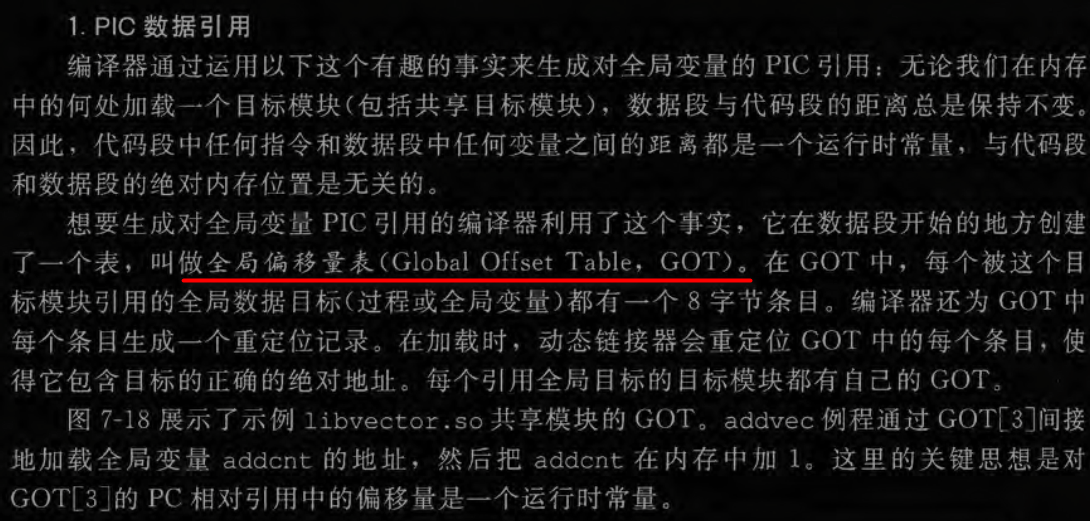 1. PIC 数据引用
编译器通过运用以下这个有趣的事实来生成对全局变量的 PIC 引用：无论我们在内存
中的何处加载一个目标模块(包括共享目标模块)，数据段与代码段的距离总是保持不变。
因此，代码段中任何指令和数据段中任何变量之间的距离都是一个运行时常量，与代码段
和数据段的绝对内存位置是无关的。
想要生成对全局变量 PIC 引用的编译器利用了这个事实，它在数据段开始的地方创建
了一个表，叫做全局偏移量表(Global Offset Table，GOT)。在 GOT 中，每个被这个目
标模块引用的全局数据目标(过程或全局变量)都有一个 8 字节条目。编译器还为 GOT 中
每个条目生成一个重定位记录。在加载时，动态链接器会重定位 GOT 中的每个条目，使
得它包含目标的正确的绝对地址。每个引用全局目标的目标模块都有自己的 GOT。
图 7-18 展示了示例 libvector.so 共享模块的 GOT。addvec 例程通过 GOT[3]间接
地加载全局变量 addcnt 的地址，然后把 addcnt 在内存中加 1。这里的关键思想是对
GOT[3]的 PC 相对引用中的偏移量是一个运行时常量。